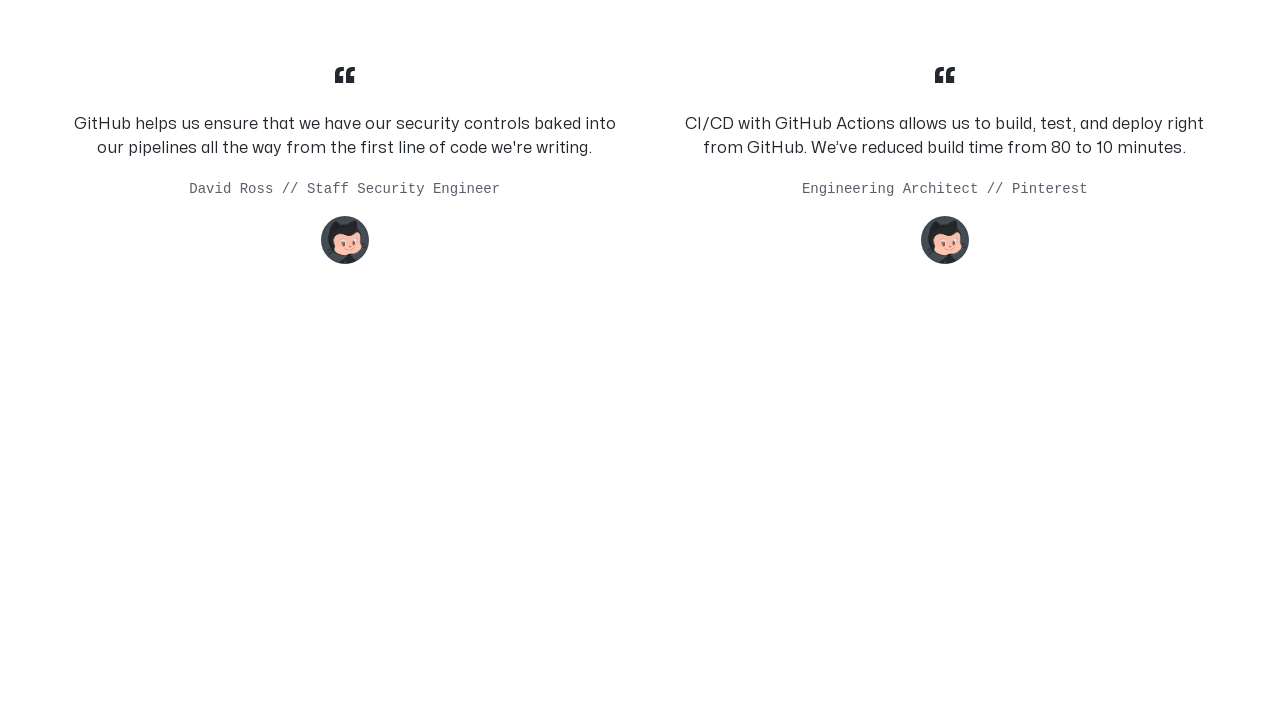 “
GitHub helps us ensure that we have our security controls baked into
our pipelines all the way from the first line of code we're writing.
David Ross // Staff Security Engineer
“
CI/CD with GitHub Actions allows us to build, test, and deploy right
from GitHub. We’ve reduced build time from 80 to 10 minutes.
Engineering Architect // Pinterest